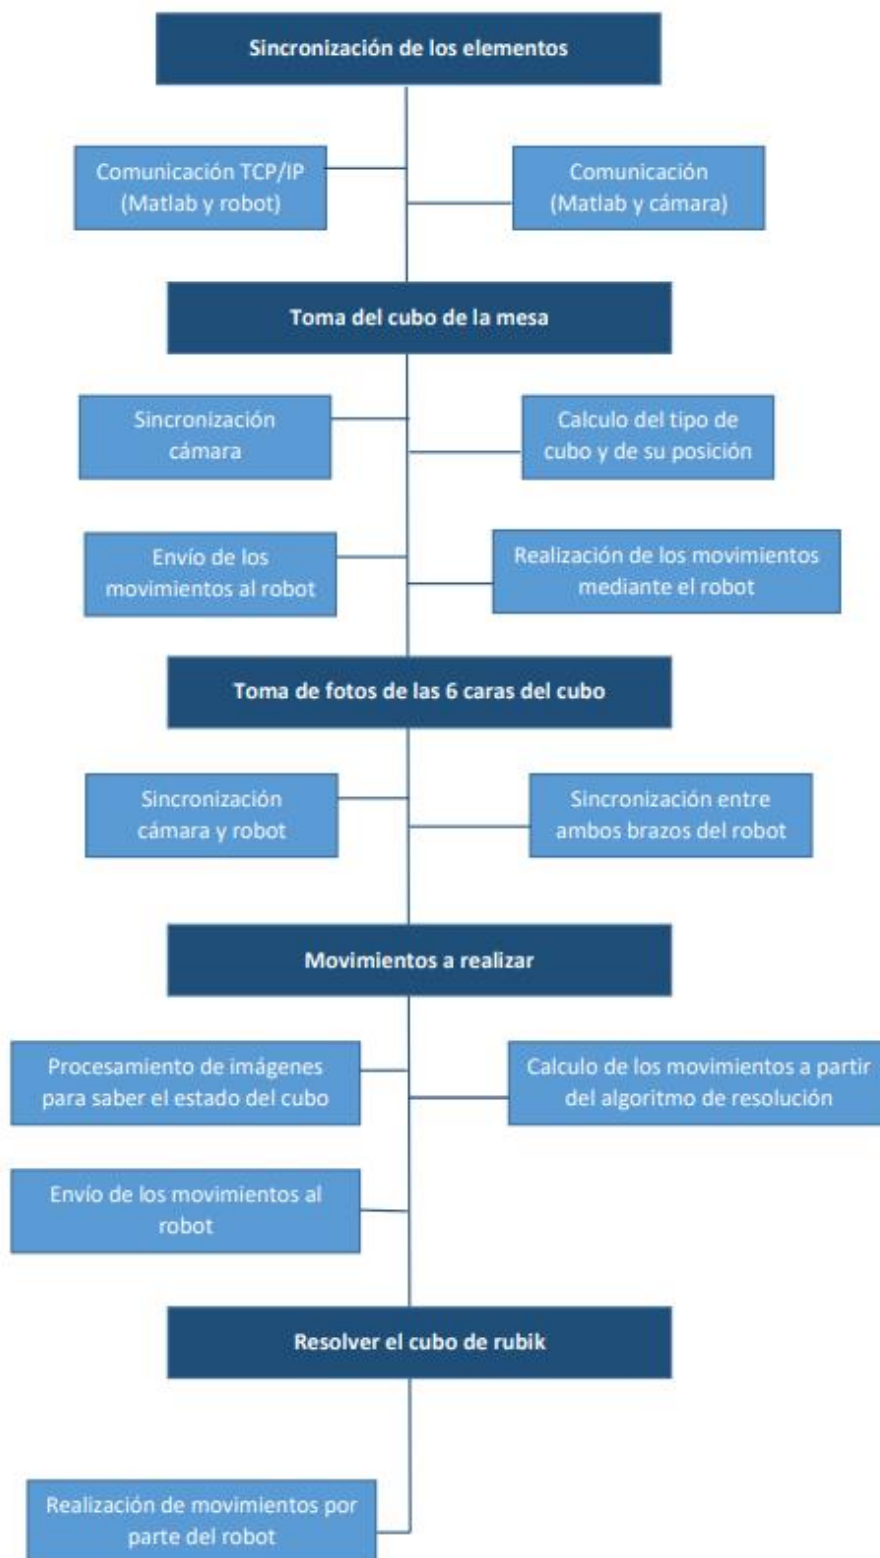 Sincronización de los elementos
Comunicación TCP/IP
(Matlab y robot)
Comunicación
(Matlab y cámara)
Toma del cubo de la mesa
Sincronización
cámara
Calculo del tipo de
cubo y de su posición
Envío de los
movimientos al robot
Realización de los movimientos
mediante el robot
Toma de fotos de las 6 caras del cubo
Sincronización
cámara y robot
Sincronización entre
ambos brazos del robot
Movimientos a realizar
Procesamiento de imágenes
para saber el estado del cubo
Calculo de los movimientos a partir
del algoritmo de resolución
Envío de los movimientos al
robot
Resolver el cubo de rubik
Realización de movimientos por
parte del robot